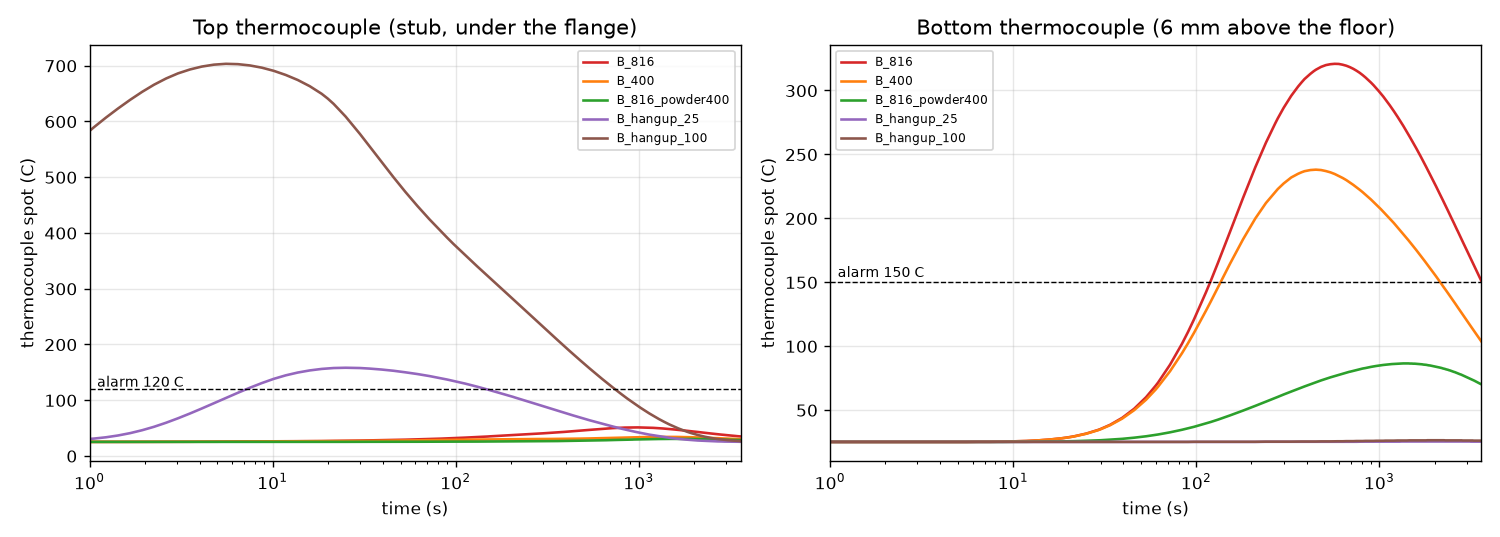 Top thermocouple (stub, under the flange)
thermocouple spot (C)
700
600
500
400
300
200
100
0
alarm 120 C
B_816
B_400
B_816_powder400
B_hangup_25
B_hangup_100
10⁰
10¹
10²
10³
time (s)
Bottom thermocouple (6 mm above the floor)
thermocouple spot (C)
300
250
200
150
100
50
B_816
B_400
B_816_powder400
B_hangup_25
B_hangup_100
alarm 150 C
10⁰
10¹
10²
10³
time (s)